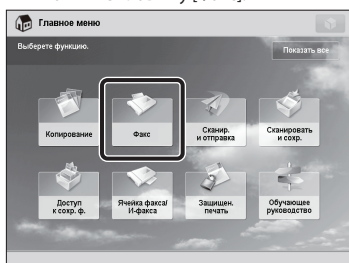 Главное меню
Выберете функцию.
Показать все
Копирование
Факс
Сканир.
и отправка
Сканировать
и сохр.
Доступ
к сохр. ф.
Ячейка факса/
И-факса
Защищен.
печать
Обучающее
руководство